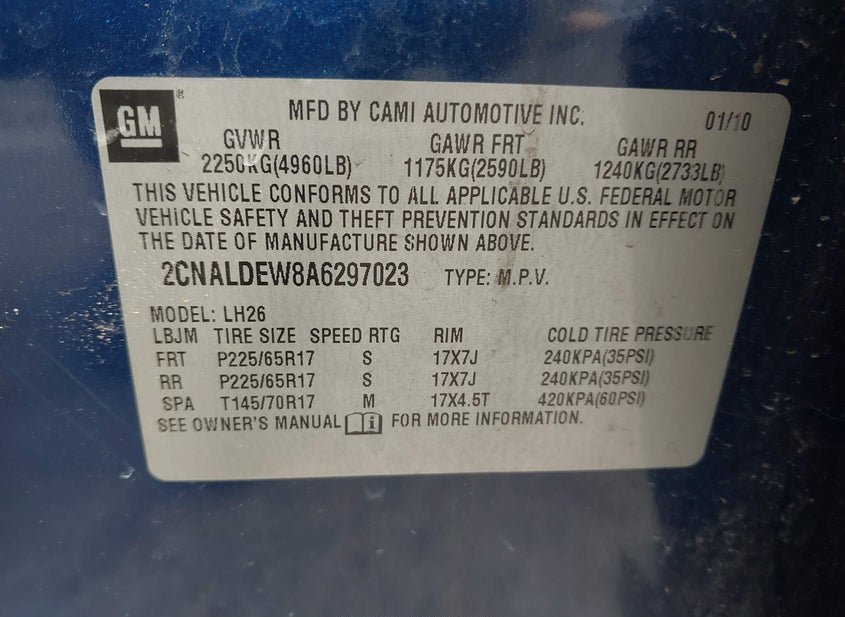 GM ®
MFD BY CAMI AUTOMOTIVE INC. 01/10
GVWR GAWR FRT GAWR RR
2250KG(4960LB) 1175KG(2590LB) 1240KG(2733LB)
THIS VEHICLE CONFORMS TO ALL APPLICABLE U.S. FEDERAL MOTOR
VEHICLE SAFETY AND THEFT PREVENTION STANDARDS IN EFFECT ON
THE DATE OF MANUFACTURE SHOWN ABOVE.
2CNALDEW8A6297023 TYPE: M.P.V.
MODEL: LH26
LBJM TIRE SIZE SPEED RTG RIM COLD TIRE PRESSURE
FRT P225/65R17 S 17X7J 240KPA(35PSI)
RR P225/65R17 S 17X7J 240KPA(35PSI)
SPA T145/70R17 M 17X4.5T 420KPA(60PSI)
SEE OWNER'S MANUAL i FOR MORE INFORMATION.